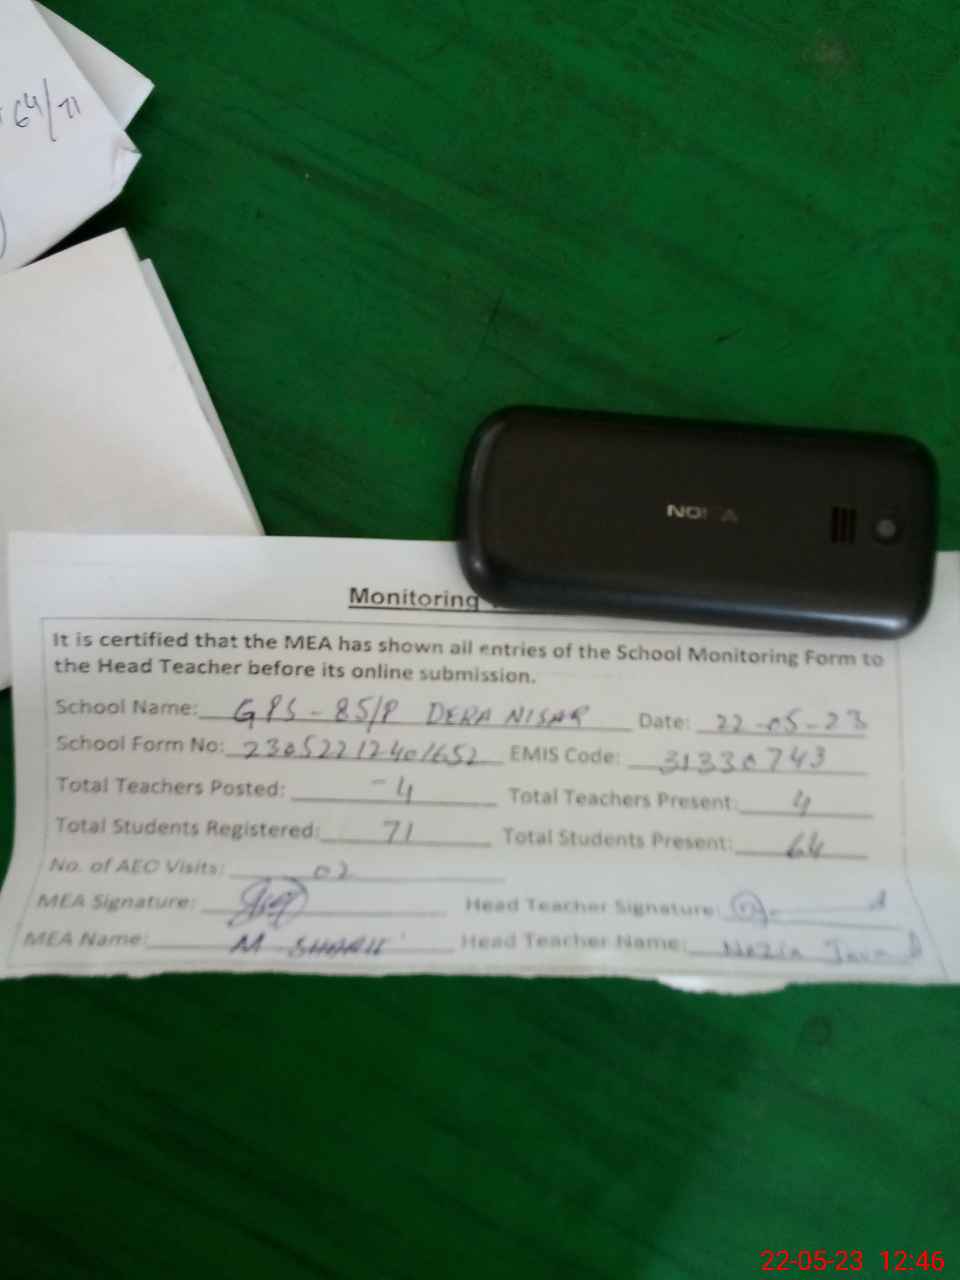 64/71
NOKIA
Monitoring
It is certified that the MEA has shown all entries of the School Monitoring Form to
the Head Teacher before its online submission.
School Name: GPS - 85/P DERA NISAR Date: 22-05-23
School Form No: 23052212401652 EMIS Code: 31330743
Total Teachers Posted: -4 Total Teachers Present: 4
Total Students Registered: 71 Total Students Present: 64
No. of AEO Visits: 02
MEA Signature: Head Teacher Signature:
MEA Name: M Head Teacher Name: Nazia
22-05-23 12:46